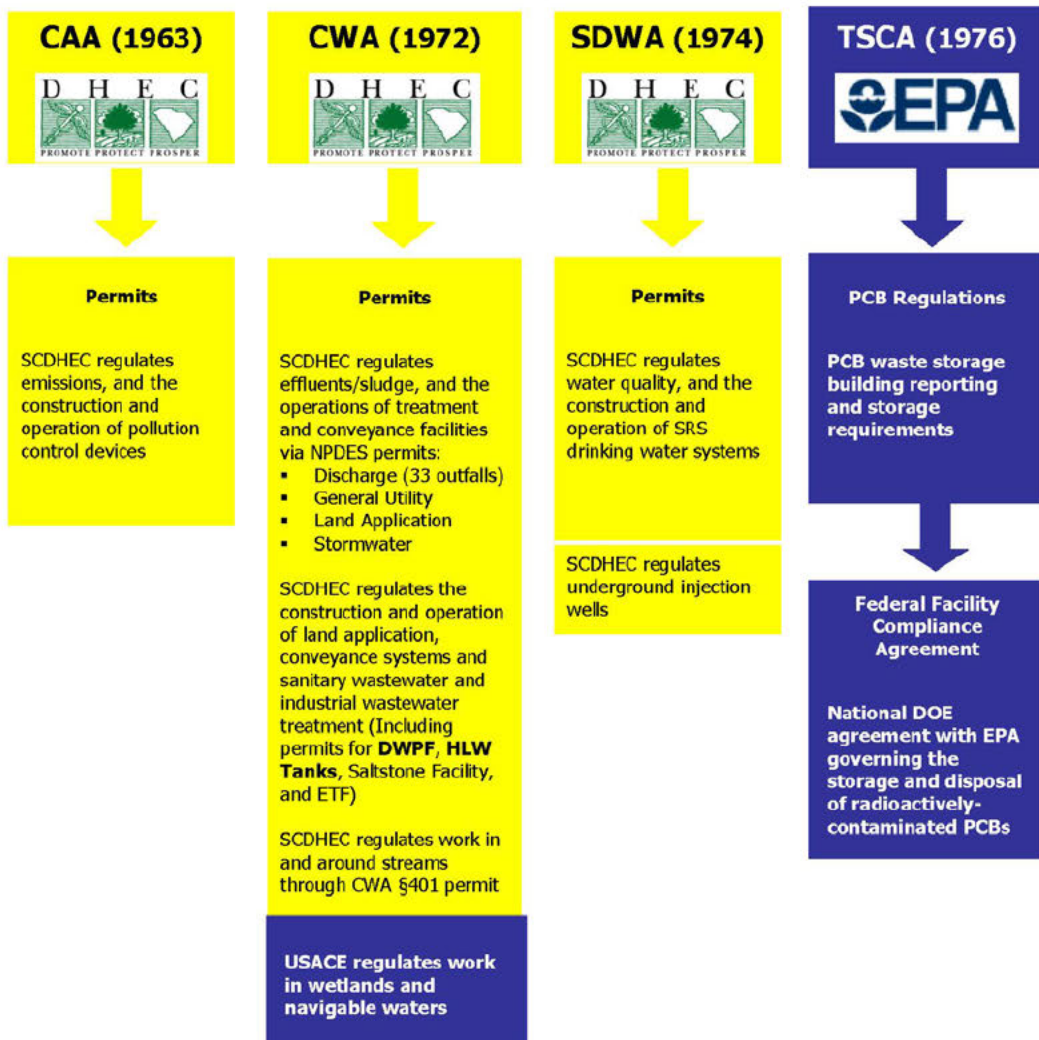 CAA (1963)
D H E C
PROMOTE PROTECT PROSPER
Permits
SCDHEC regulates
emissions, and the
construction and
operation of pollution
control devices
CWA (1972)
D H E C
PROMOTE PROTECT PROSPER
Permits
SCDHEC regulates
effluents/sludge, and the
operations of treatment
and conveyance facilities
via NPDES permits:
▪ Discharge (33 outfalls)
▪ General Utility
▪ Land Application
▪ Stormwater
SCDHEC regulates the
construction and operation
of land application,
conveyance systems and
sanitary wastewater and
industrial wastewater
treatment (Including
permits for DWPF, HLW
Tanks, Saltstone Facility,
and ETF)
SCDHEC regulates work in
and around streams
through CWA §401 permit
USACE regulates work
in wetlands and
navigable waters
SDWA (1974)
D H E C
PROMOTE PROTECT PROSPER
Permits
SCDHEC regulates
water quality, and the
construction and
operation of SRS
drinking water systems
SCDHEC regulates
underground injection
wells
TSCA (1976)
EPA
PCB Regulations
PCB waste storage
building reporting
and storage
requirements
Federal Facility
Compliance
Agreement
National DOE
agreement with EPA
governing the
storage and disposal
of radioactively-
contaminated PCBs